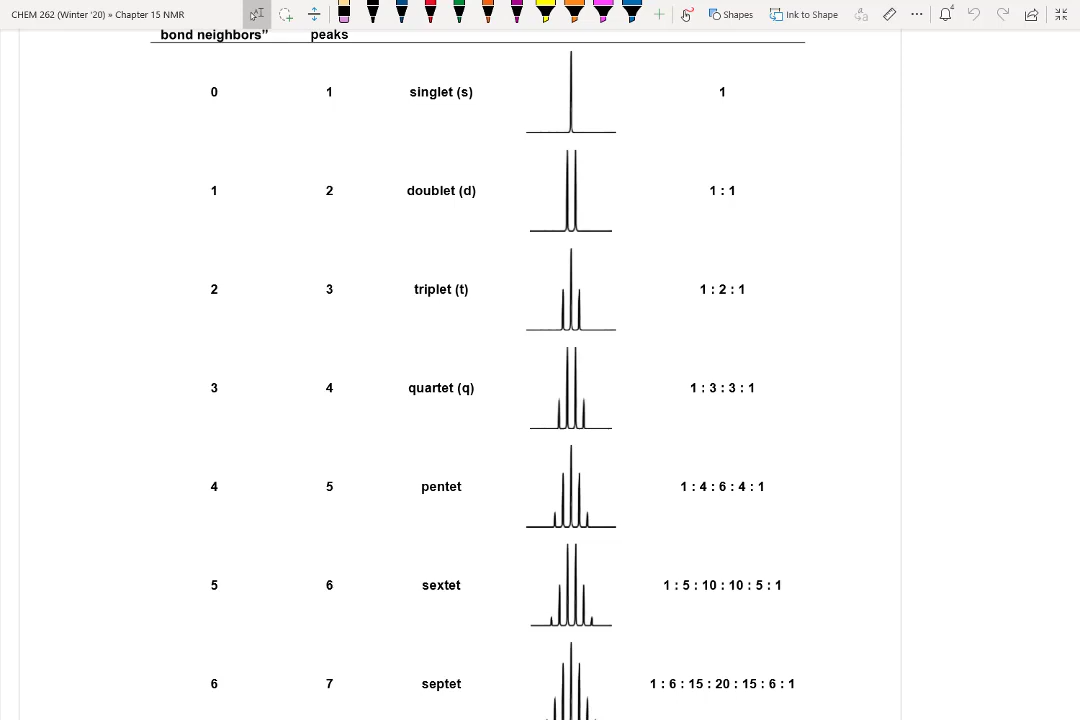 CHEM 262 (Winter '20) » Chapter 15 NMR
Shapes
Ink to Shape
4
bond neighbors” peaks
0 1 singlet (s) 1
1 2 doublet (d) 1 : 1
2 3 triplet (t) 1 : 2 : 1
3 4 quartet (q) 1 : 3 : 3 : 1
4 5 pentet 1 : 4 : 6 : 4 : 1
5 6 sextet 1 : 5 : 10 : 10 : 5 : 1
6 7 septet 1 : 6 : 15 : 20 : 15 : 6 : 1